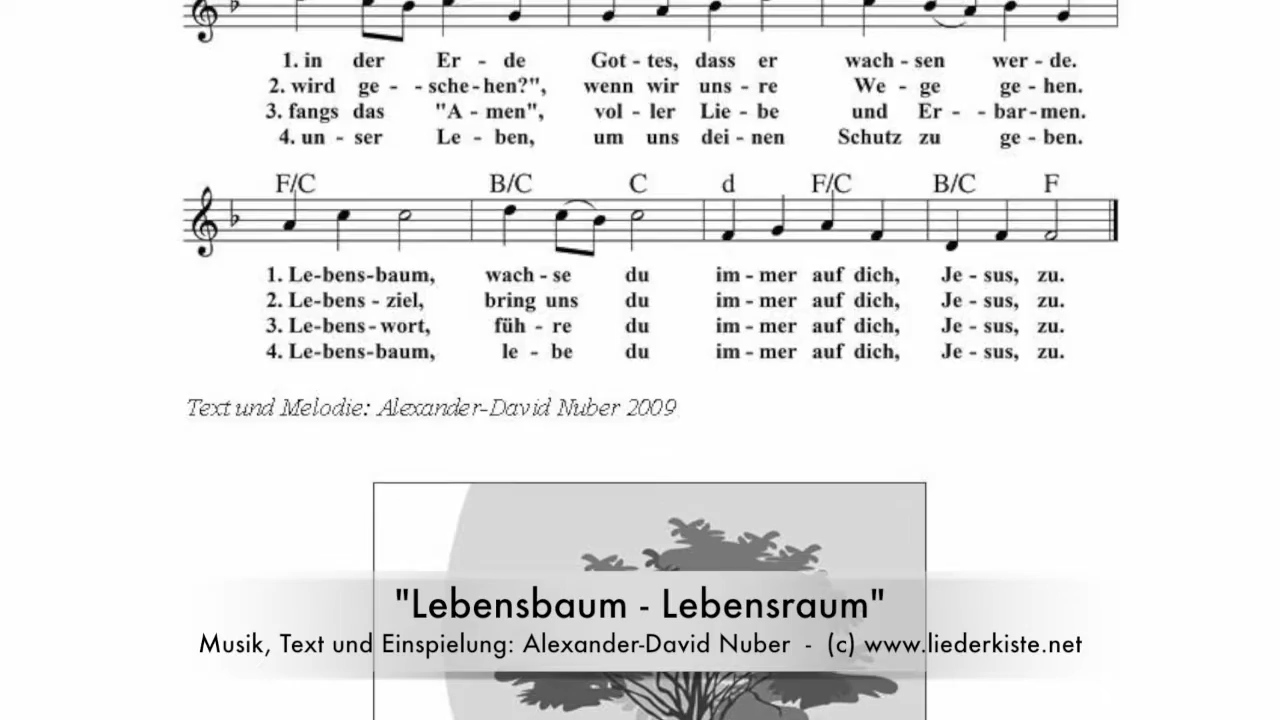 1. in der Er - de Got - tes, dass er wach - sen wer - de.
2. wird ge - - sche - hen?", wenn wir uns - re We - ge ge - hen.
3. fangs das "A - men", vol - ler Lie - be und Er - - bar - men.
4. un - ser Le - ben, um uns dei - nen Schutz zu ge - ben.
F/C B/C C d F/C B/C F
1. Le-bens-baum, wach - se du im - mer auf dich, Je - sus, zu.
2. Le-bens - ziel, bring uns du im - mer auf dich, Je - sus, zu.
3. Le-bens - wort, füh - re du im - mer auf dich, Je - sus, zu.
4. Le-bens-baum, le - be du im - mer auf dich, Je - sus, zu.
Text und Melodie: Alexander-David Nuber 2009
"Lebensbaum - Lebensraum"
Musik, Text und Einspielung: Alexander-David Nuber - (c) www.liederkiste.net